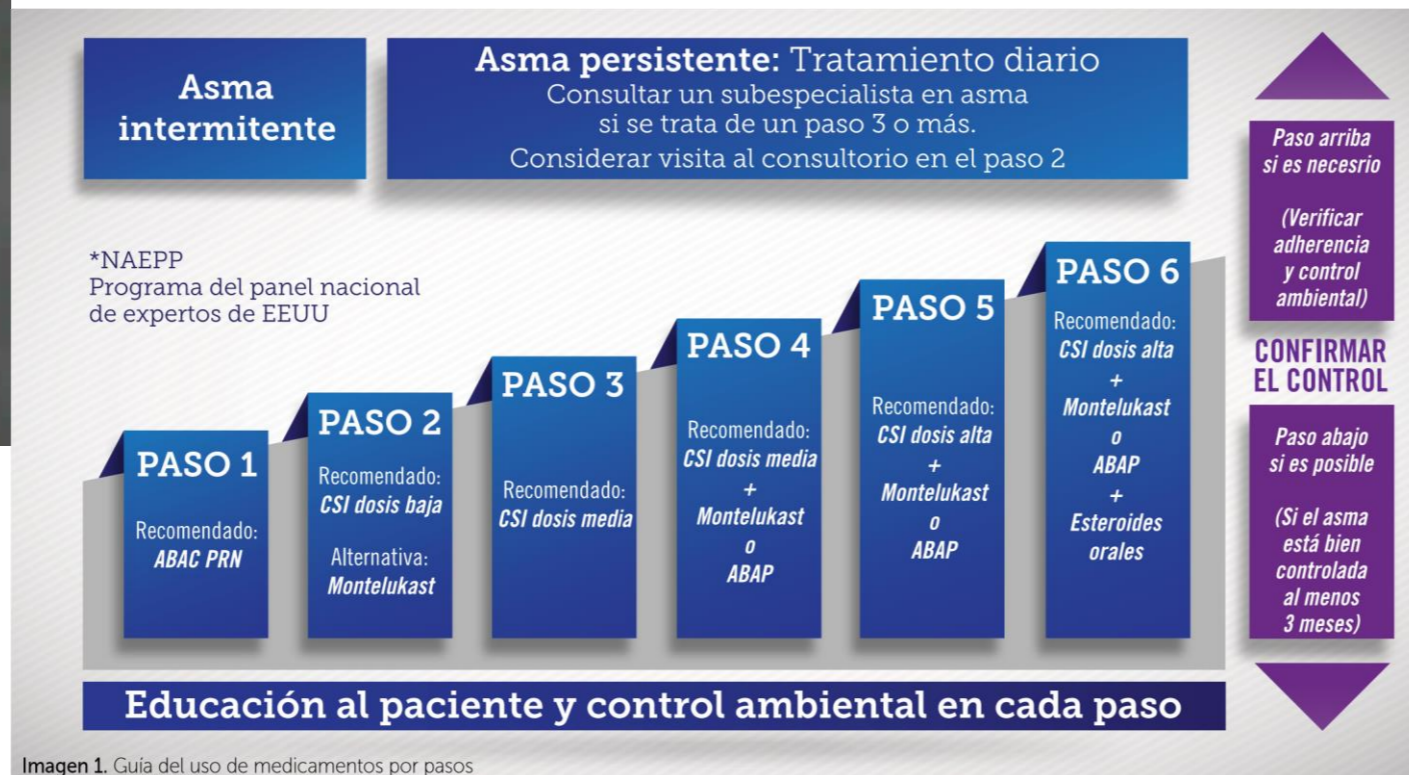 Asma
intermitente
Asma persistente: Tratamiento diario
Consultar un subespecialista en asma
si se trata de un paso 3 o más.
Considerar visita al consultorio en el paso 2
*NAEPP
Programa del panel nacional
de expertos de EEUU
PASO 1
Recomendado:
ABAC PRN
PASO 2
Recomendado:
CSI dosis baja
Alternativa:
Montelukast
PASO 3
Recomendado:
CSI dosis media
PASO 4
Recomendado:
CSI dosis media
+
Montelukast
o
ABAP
PASO 5
Recomendado:
CSI dosis alta
+
Montelukast
o
ABAP
PASO 6
Recomendado:
CSI dosis alta
+
Montelukast
o
ABAP
+
Esteroides
orales
Paso arriba
si es necesrio
(Verificar
adherencia
y control
ambiental)
CONFIRMAR
EL CONTROL
Paso abajo
si es posible
(Si el asma
está bien
controlada
al menos
3 meses)
Educación al paciente y control ambiental en cada paso
Imagen 1. Guía del uso de medicamentos por pasos